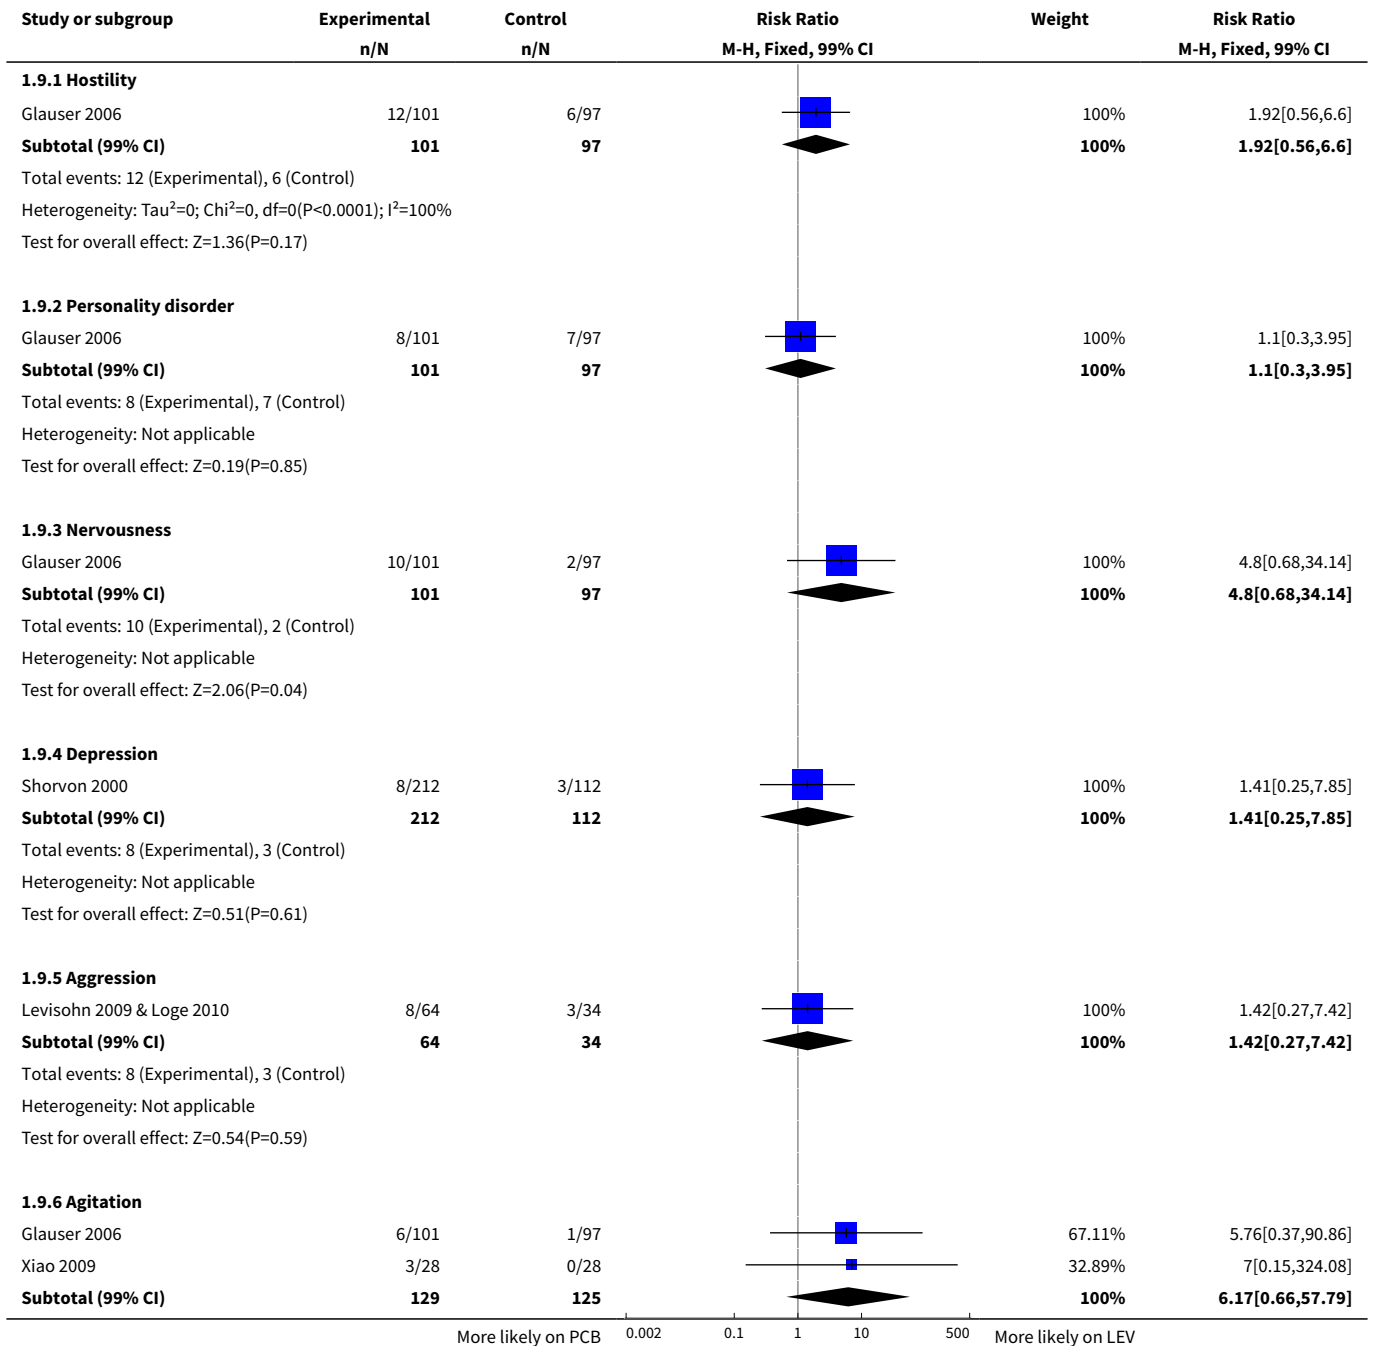 Study or subgroup Experimental Control Risk Ratio Weight Risk Ratio
n/N n/N M-H, Fixed, 99% CI M-H, Fixed, 99% CI
1.9.1 Hostility
Glauser 2006 12/101 6/97 100% 1.92[0.56,6.6]
Subtotal (99% CI) 101 97 100% 1.92[0.56,6.6]
Total events: 12 (Experimental), 6 (Control)
Heterogeneity: Tau²=0; Chi²=0, df=0(P<0.0001); I²=100%
Test for overall effect: Z=1.36(P=0.17)
1.9.2 Personality disorder
Glauser 2006 8/101 7/97 100% 1.1[0.3,3.95]
Subtotal (99% CI) 101 97 100% 1.1[0.3,3.95]
Total events: 8 (Experimental), 7 (Control)
Heterogeneity: Not applicable
Test for overall effect: Z=0.19(P=0.85)
1.9.3 Nervousness
Glauser 2006 10/101 2/97 100% 4.8[0.68,34.14]
Subtotal (99% CI) 101 97 100% 4.8[0.68,34.14]
Total events: 10 (Experimental), 2 (Control)
Heterogeneity: Not applicable
Test for overall effect: Z=2.06(P=0.04)
1.9.4 Depression
Shorvon 2000 8/212 3/112 100% 1.41[0.25,7.85]
Subtotal (99% CI) 212 112 100% 1.41[0.25,7.85]
Total events: 8 (Experimental), 3 (Control)
Heterogeneity: Not applicable
Test for overall effect: Z=0.51(P=0.61)
1.9.5 Aggression
Levisohn 2009 & Loge 2010 8/64 3/34 100% 1.42[0.27,7.42]
Subtotal (99% CI) 64 34 100% 1.42[0.27,7.42]
Total events: 8 (Experimental), 3 (Control)
Heterogeneity: Not applicable
Test for overall effect: Z=0.54(P=0.59)
1.9.6 Agitation
Glauser 2006 6/101 1/97 67.11% 5.76[0.37,90.86]
Xiao 2009 3/28 0/28 32.89% 7[0.15,324.08]
Subtotal (99% CI) 129 125 100% 6.17[0.66,57.79]
More likely on PCB 0.002 0.1 1 10 500 More likely on LEV